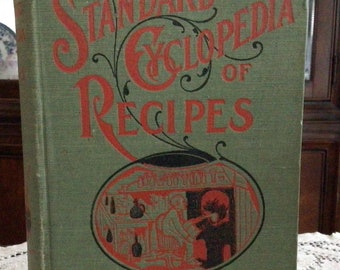 STANDARD
CYCLOPEDIA
OF
RECIPES